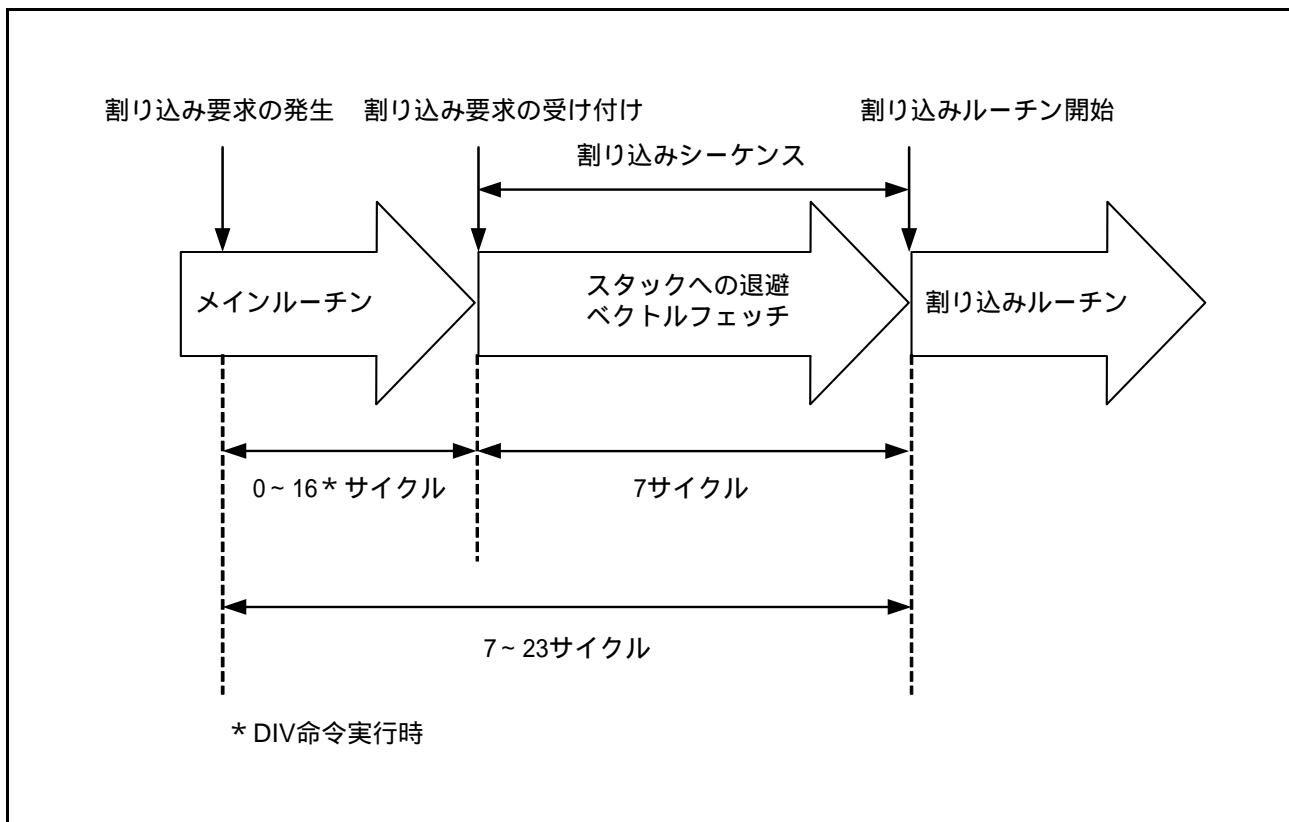 割り込み要求の発生
割り込み要求の受け付け
割り込みルーチン開始
割り込みシーケンス
メインルーチン
スタックへの退避
ベクトルフェッチ
割り込みルーチン
0~16*サイクル
7サイクル
7~23サイクル
* DIV命令実行時